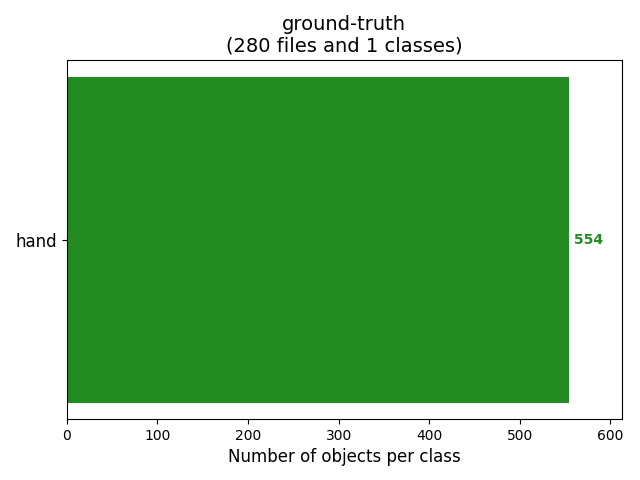 ground-truth
(280 files and 1 classes)
hand
554
0 100 200 300 400 500 600
Number of objects per class